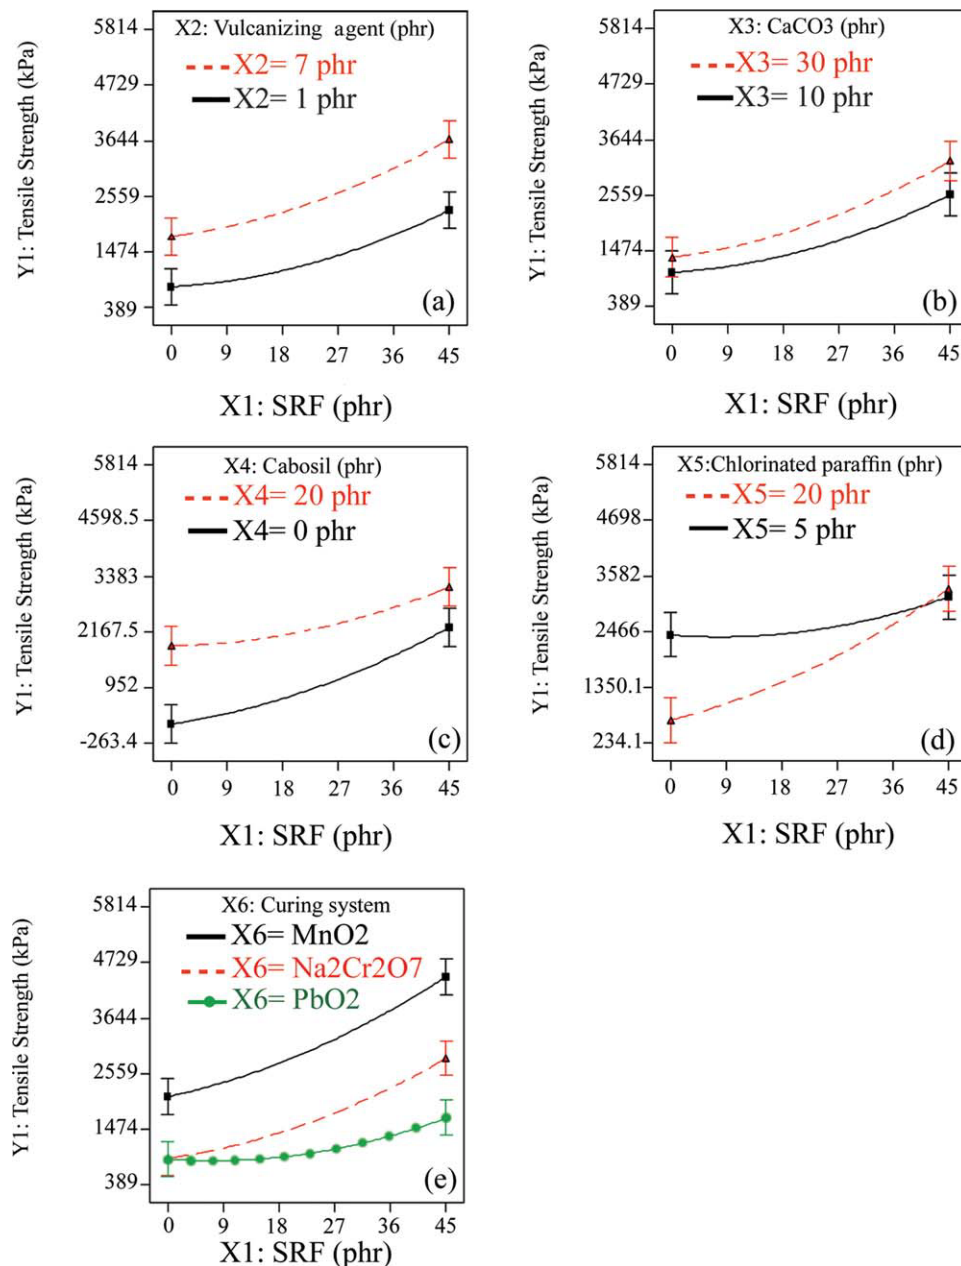 X2: Vulcanizing agent (phr)
X2= 7 phr
X2= 1 phr
Y1: Tensile Strength (kPa)
5814
4729
3644
2559
1474
389
(a)
0 9 18 27 36 45
X1: SRF (phr)
X3: CaCO3 (phr)
X3= 30 phr
X3= 10 phr
Y1: Tensile Strength (kPa)
5814
4729
3644
2559
1474
389
(b)
0 9 18 27 36 45
X1: SRF (phr)
X4: Cabosil (phr)
X4= 20 phr
X4= 0 phr
Y1: Tensile Strength (kPa)
5814
4598.5
3383
2167.5
952
-263.4
(c)
0 9 18 27 36 45
X1: SRF (phr)
X5:Chlorinated paraffin (phr)
X5= 20 phr
X5= 5 phr
Y1: Tensile Strength (kPa)
5814
4698
3582
2466
1350.1
234.1
(d)
0 9 18 27 36 45
X1: SRF (phr)
X6: Curing system
X6= MnO2
X6= Na2Cr2O7
X6= PbO2
Y1: Tensile Strength (kPa)
5814
4729
3644
2559
1474
389
(e)
0 9 18 27 36 45
X1: SRF (phr)